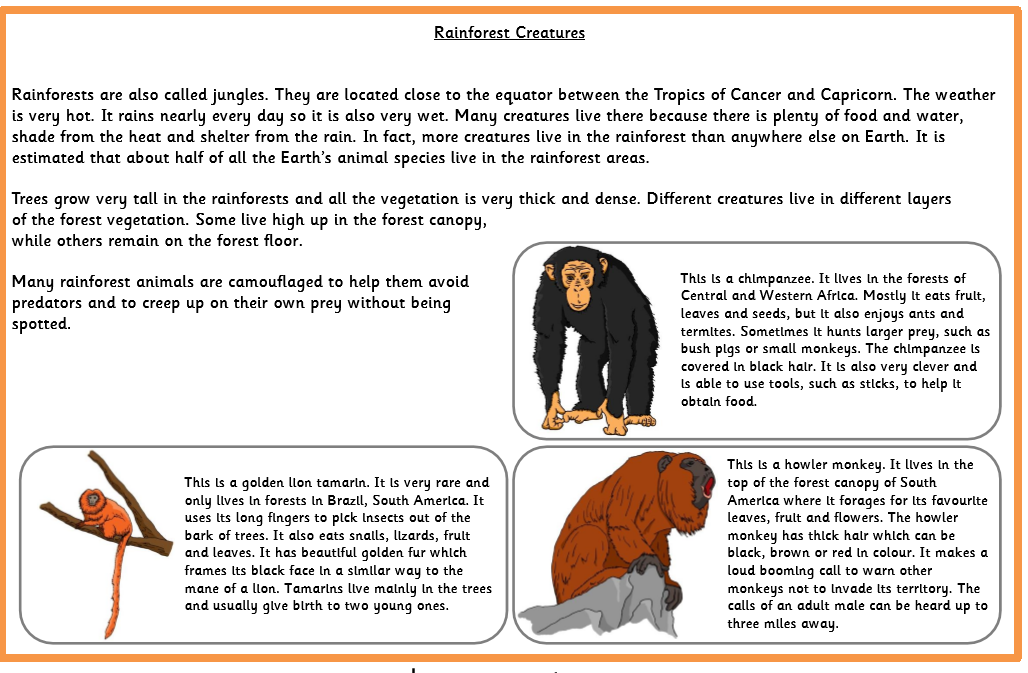 Rainforest Creatures
Rainforests are also called jungles. They are located close to the equator between the Tropics of Cancer and Capricorn. The weather
is very hot. It rains nearly every day so it is also very wet. Many creatures live there because there is plenty of food and water,
shade from the heat and shelter from the rain. In fact, more creatures live in the rainforest than anywhere else on Earth. It is
estimated that about half of all the Earth's animal species live in the rainforest areas.
Trees grow very tall in the rainforests and all the vegetation is very thick and dense. Different creatures live in different layers
of the forest vegetation. Some live high up in the forest canopy,
while others remain on the forest floor.
Many rainforest animals are camouflaged to help them avoid
predators and to creep up on their own prey without being
spotted.
This is a chimpanzee. It lives in the forests of
Central and Western Africa. Mostly it eats fruit,
leaves and seeds, but it also enjoys ants and
termites. Sometimes it hunts larger prey, such as
bush pigs or small monkeys. The chimpanzee is
covered in black hair. It is also very clever and
is able to use tools, such as sticks, to help it
obtain food.
This is a golden lion tamarin. It is very rare and
only lives in forests in Brazil, South America. It
uses its long fingers to pick insects out of the
bark of trees. It also eats snails, lizards, fruit
and leaves. It has beautiful golden fur which
frames its black face in a similar way to the
mane of a lion. Tamarins live mainly in the trees
and usually give birth to two young ones.
This is a howler monkey. It lives in the
top of the forest canopy of South
America where it forages for its favourite
leaves, fruit and flowers. The howler
monkey has thick hair which can be
black, brown or red in colour. It makes a
loud booming call to warn other
monkeys not to invade its territory. The
calls of an adult male can be heard up to
three miles away.